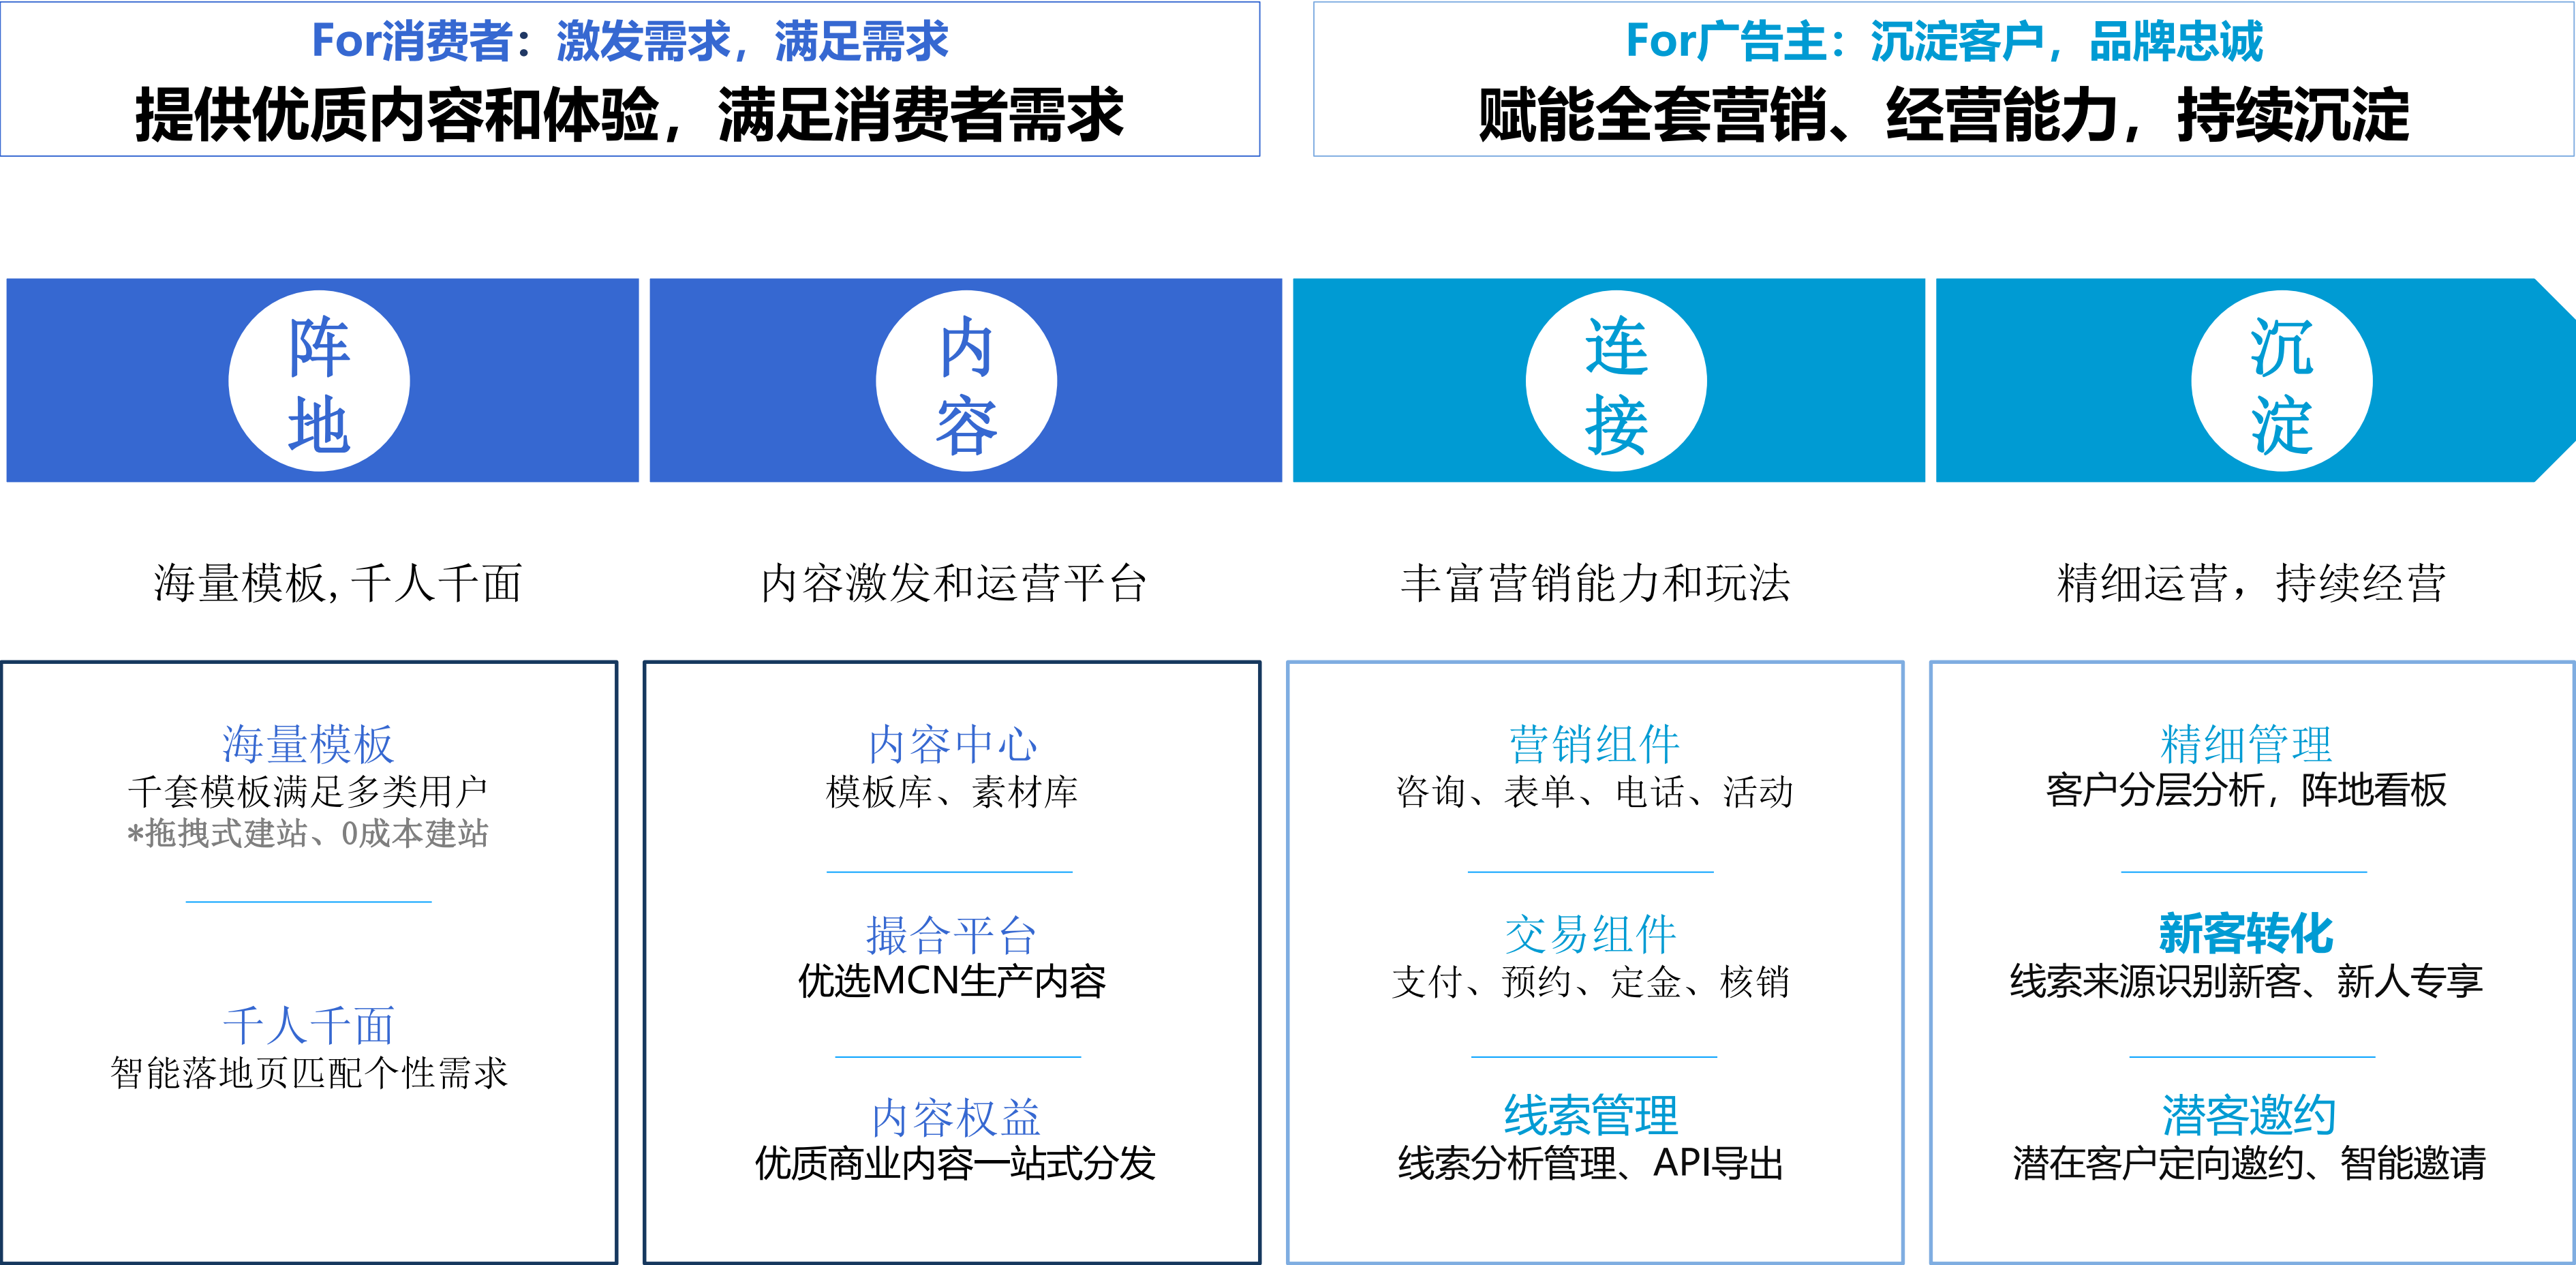 For消费者：激发需求，满足需求
提供优质内容和体验，满足消费者需求
For广告主：沉淀客户，品牌忠诚
赋能全套营销、经营能力，持续沉淀
阵
地
内
容
连
接
沉
淀
海量模板,千人千面
内容激发和运营平台
丰富营销能力和玩法
精细运营，持续经营
海量模板
千套模板满足多类用户
*拖拽式建站、0成本建站
千人千面
智能落地页匹配个性需求
内容中心
模板库、素材库
撮合平台
优选MCN生产内容
内容权益
优质商业内容一站式分发
营销组件
咨询、表单、电话、活动
交易组件
支付、预约、定金、核销
线索管理
线索分析管理、API导出
精细管理
客户分层分析，阵地看板
新客转化
线索来源识别新客、新人专享
潜客邀约
潜在客户定向邀约、智能邀请